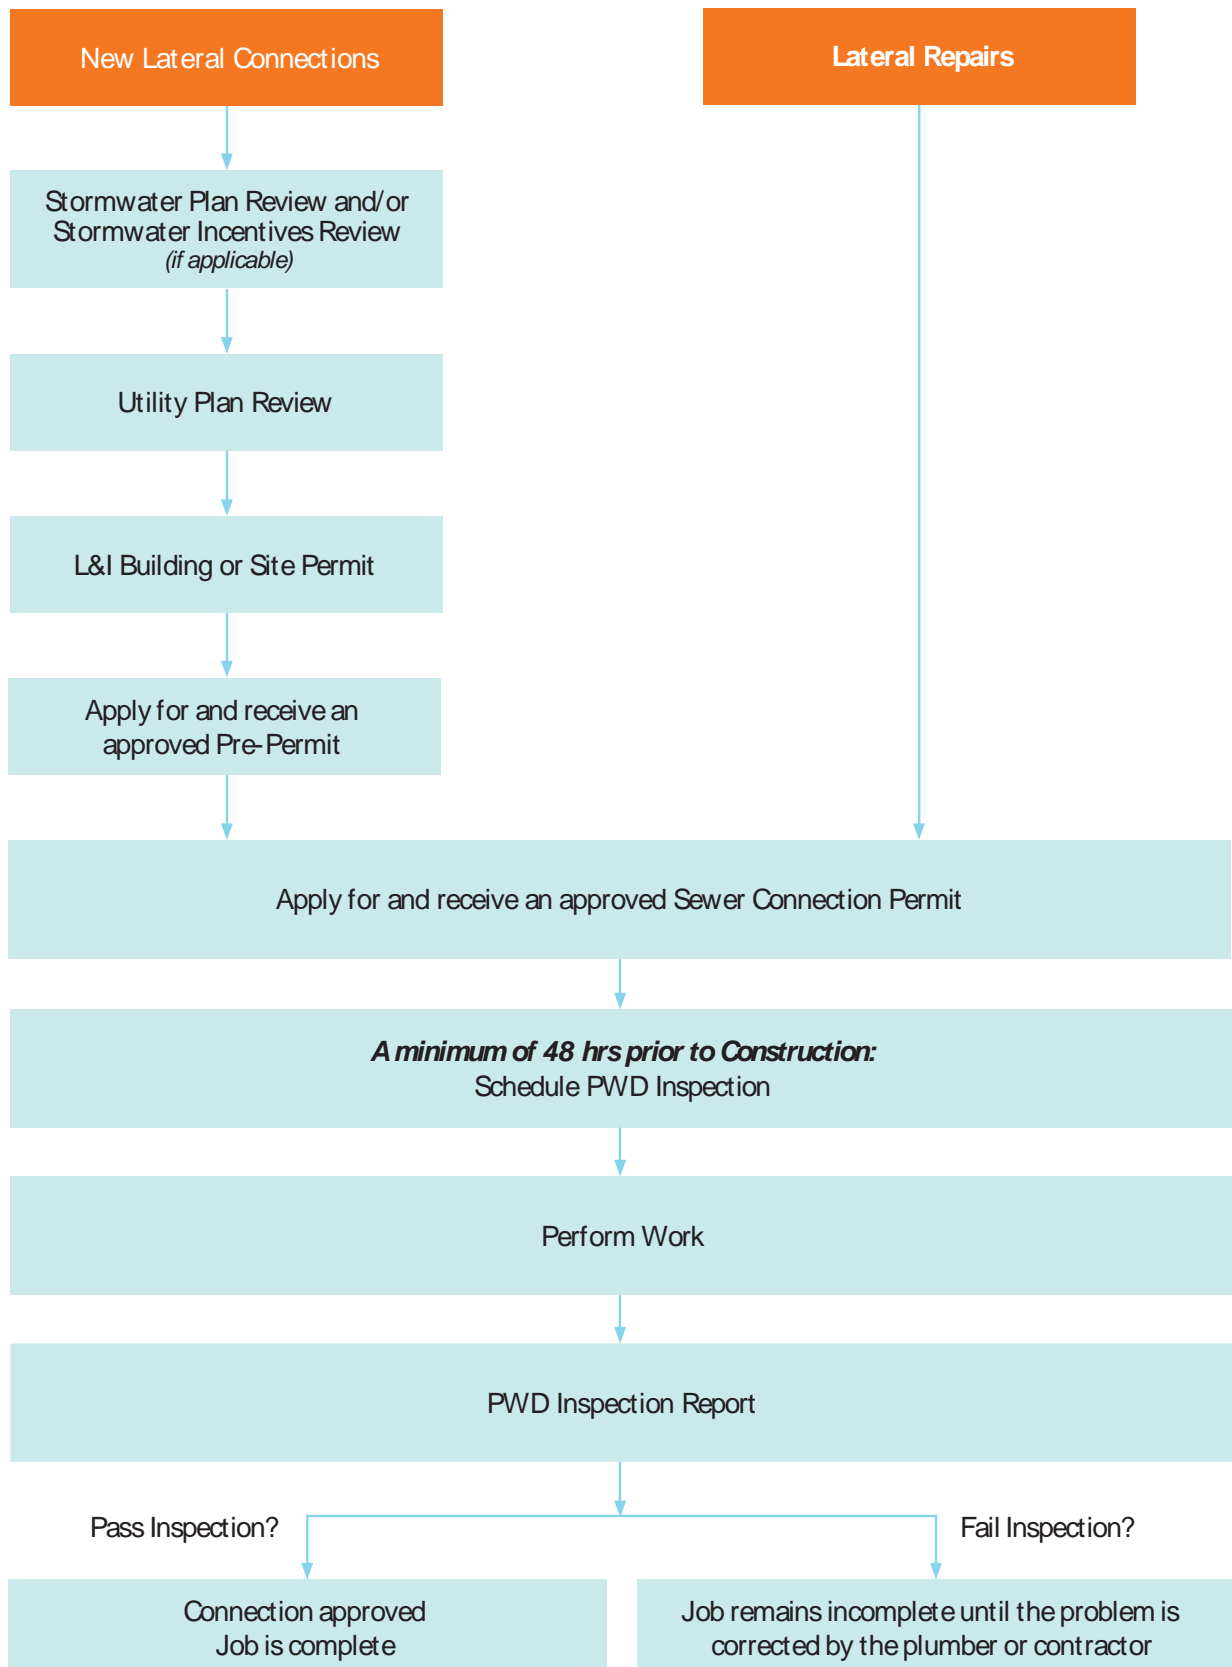 New Lateral Connections
Lateral Repairs
Stormwater Plan Review and/or
Stormwater Incentives Review
(if applicable)
Utility Plan Review
L&I Building or Site Permit
Apply for and receive an
approved Pre-Permit
Apply for and receive an approved Sewer Connection Permit
A minimum of 48 hrs prior to Construction:
Schedule PWD Inspection
Perform Work
PWD Inspection Report
Pass Inspection?
Fail Inspection?
Connection approved
Job is complete
Job remains incomplete until the problem is
corrected by the plumber or contractor